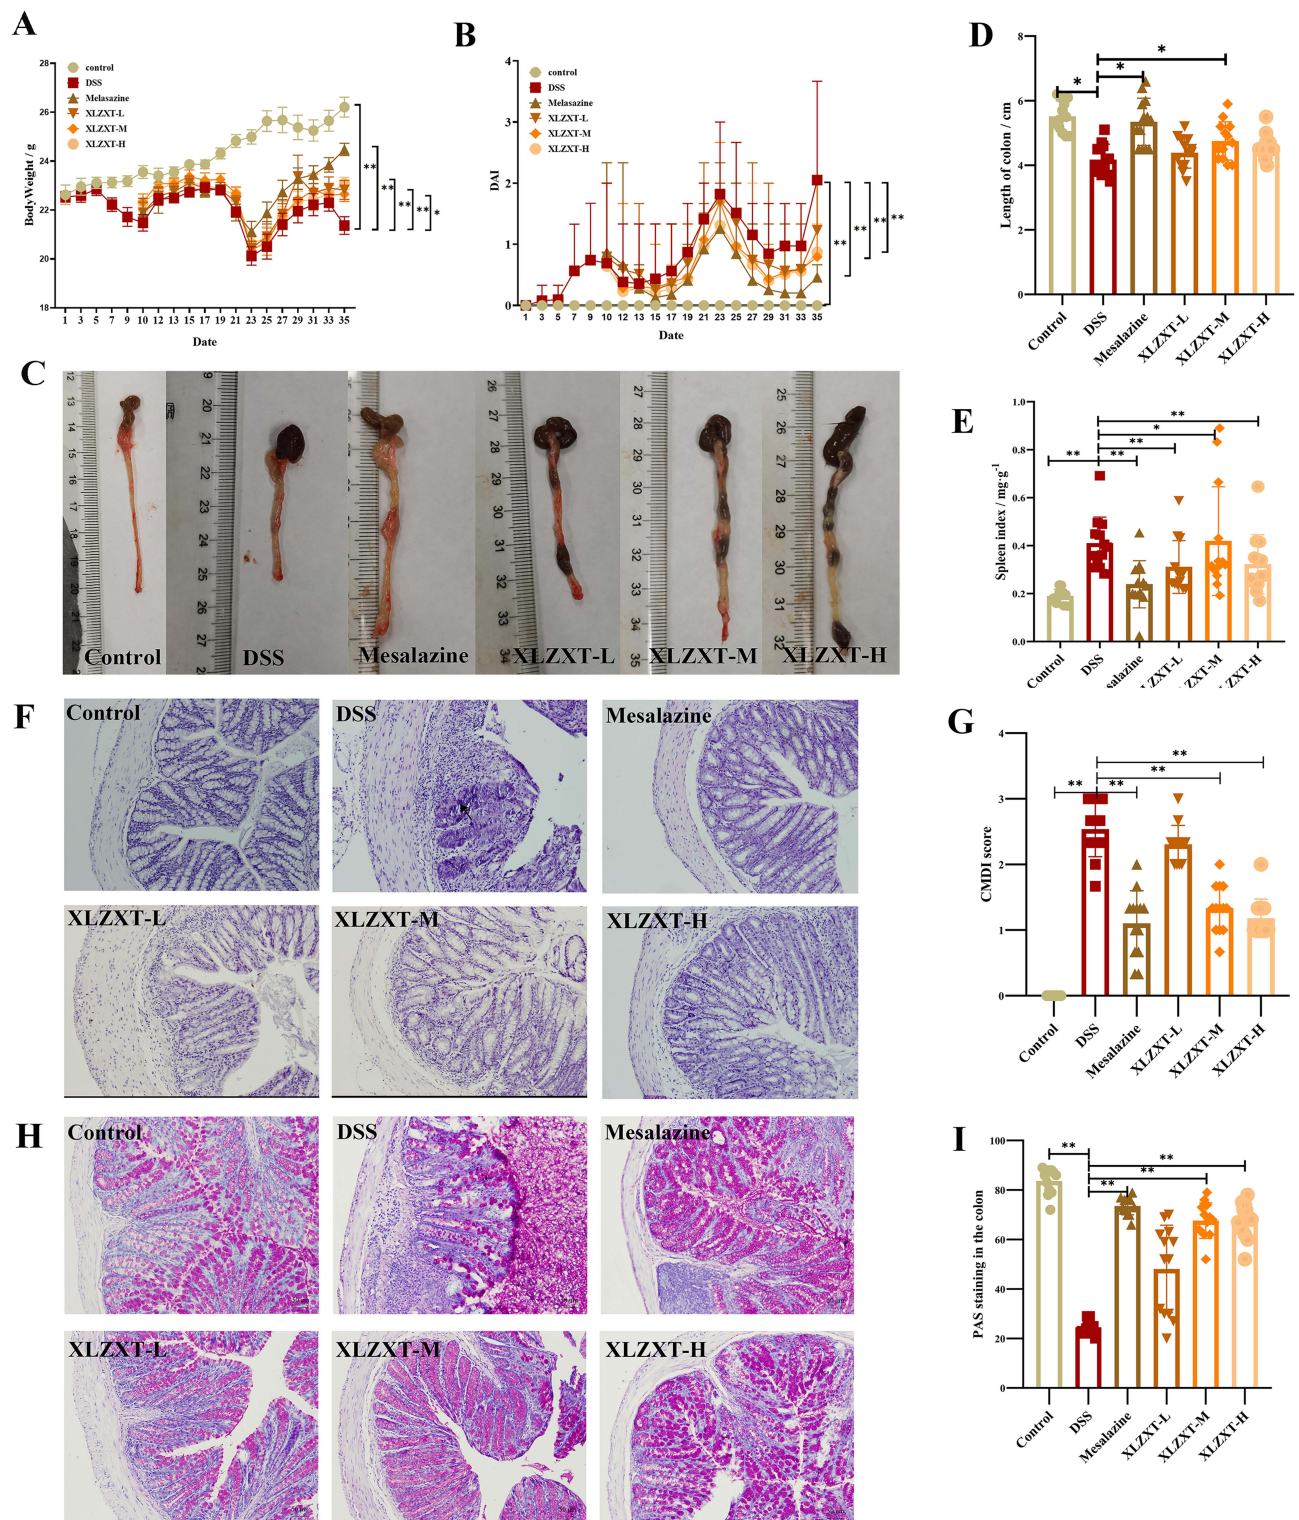 A
28
26
24
22
20
18
BodyWeight / g
control
DSS
Melasazine
XLZXT-L
XLZXT-M
XLZXT-H
** ** ** ** *
1 3 5 7 9 10 12 13 15 17 19 21 23 25 27 29 31 33 35
Date
B
4
3
2
1
0
DAI
control
DSS
Melasazine
XLZXT-L
XLZXT-M
XLZXT-H
** ** ** **
1 3 5 7 9 10 12 13 15 17 19 21 23 25 27 29 31 33 35
Date
D
8
6
4
2
0
Length of colon / cm
* * *
Control DSS Mesalazine XLZXT-L XLZXT-M XLZXT-H
C
Control DSS Mesalazine XLZXT-L XLZXT-M XLZXT-H
E
1.0
0.8
0.6
0.4
0.2
0.0
Spleen index / mg·g-1
** ** ** * **
Control DSS salazine
F
Control DSS Mesalazine
XLZXT-L XLZXT-M XLZXT-H
G
4
3
2
1
0
CMDI score
** ** ** **
Control DSS Mesalazine XLZXT-L XLZXT-M XLZXT-H
H
Control DSS Mesalazine
XLZXT-L XLZXT-M XLZXT-H
I
100
80
60
40
20
0
PAS staining in the colon
** ** ** **
Control DSS Mesalazine XLZXT-L XLZXT-M XLZXT-H